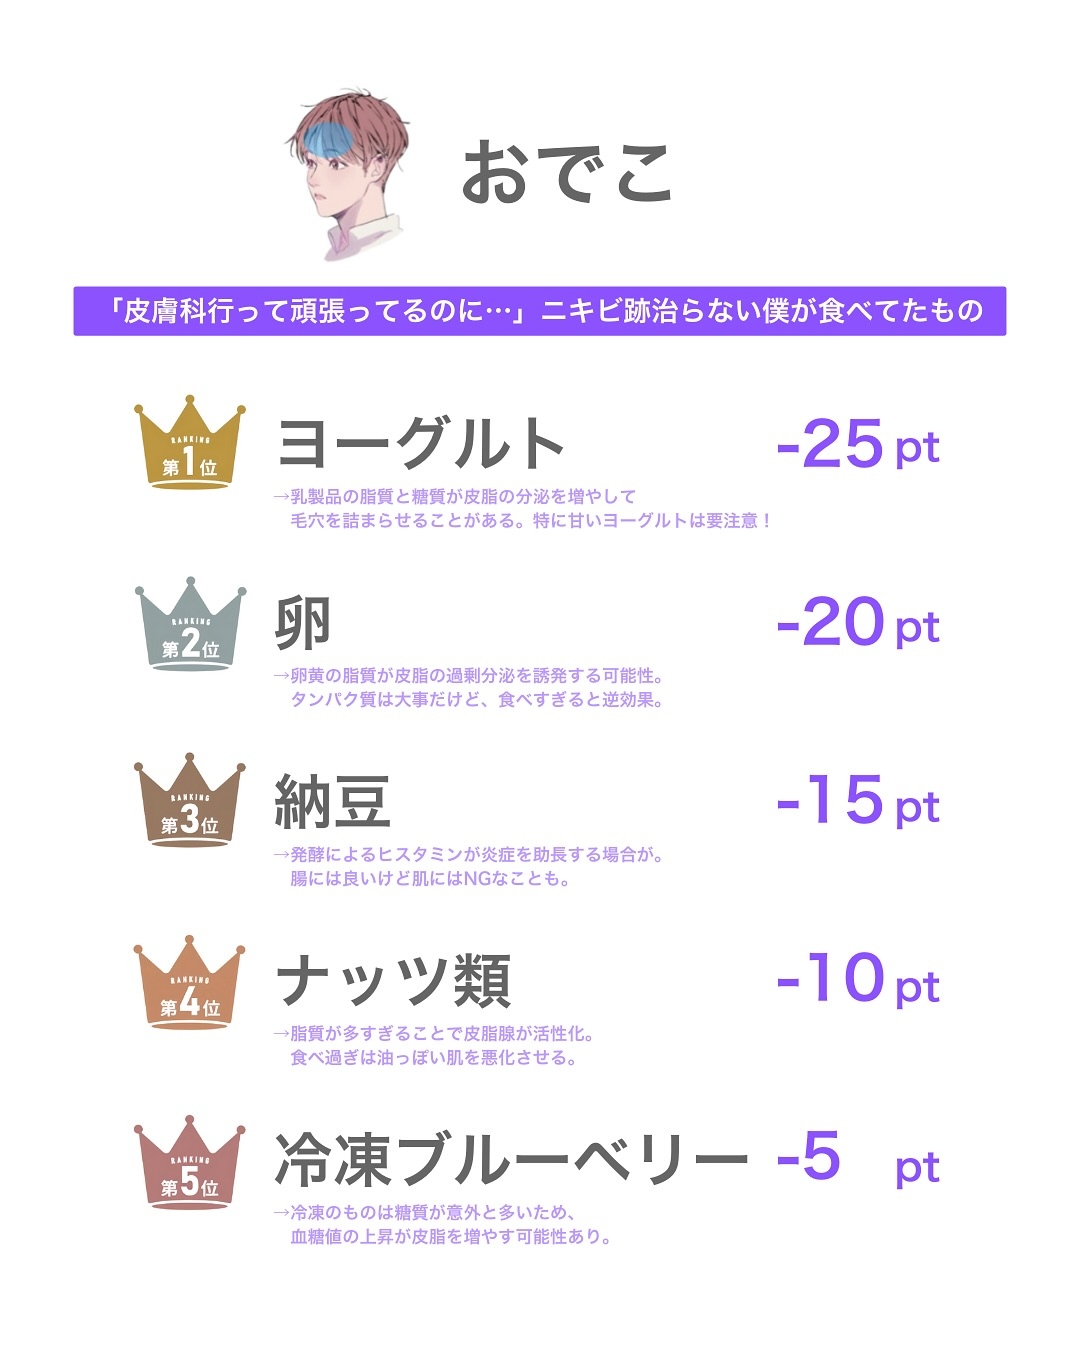 おでこ
「皮膚科行って頑張ってるのに…」ニキビ跡治らない僕が食べてたもの
RANKING
第1位
ヨーグルト
-25 pt
→乳製品の脂質と糖質が皮脂の分泌を増やして
毛穴を詰まらせることがある。特に甘いヨーグルトは要注意！
RANKING
第2位
卵
-20 pt
→卵黄の脂質が皮脂の過剰分泌を誘発する可能性。
タンパク質は大事だけど、食べすぎると逆効果。
RANKING
第3位
納豆
-15 pt
→発酵によるヒスタミンが炎症を助長する場合が。
腸には良いけど肌にはNGなことも。
RANKING
第4位
ナッツ類
-10 pt
→脂質が多すぎることで皮脂腺が活性化。
食べ過ぎは油っぽい肌を悪化させる。
RANKING
第5位
冷凍ブルーベリー
-5 pt
→冷凍のものは糖質が意外と多いため、
血糖値の上昇が皮脂を増やす可能性あり。